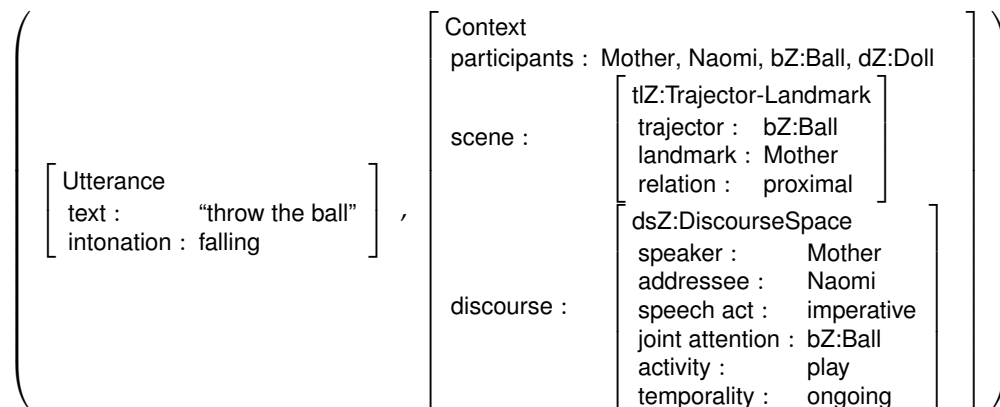 Utterance
text : “throw the ball”
intonation : falling
,
Context
participants : Mother, Naomi, bZ:Ball, dZ:Doll
scene :
tlZ:Trajector-Landmark
trajector : bZ:Ball
landmark : Mother
relation : proximal
discourse :
dsZ:DiscourseSpace
speaker : Mother
addressee : Naomi
speech act : imperative
joint attention : bZ:Ball
activity : play
temporality : ongoing